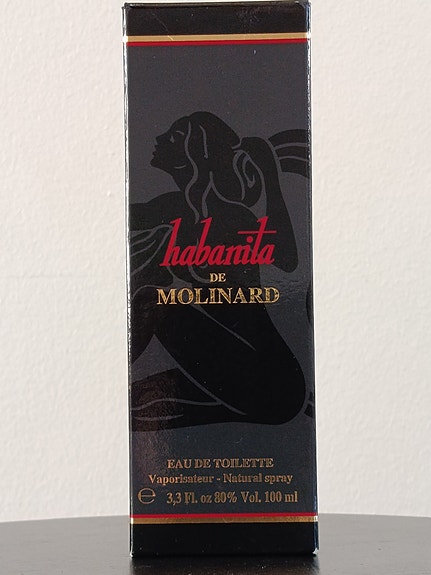 habanita
DE
MOLINARD
EAU DE TOILETTE
Vaporisateur - Natural spray
℮ 3,3 Fl. oz 80% Vol. 100 ml